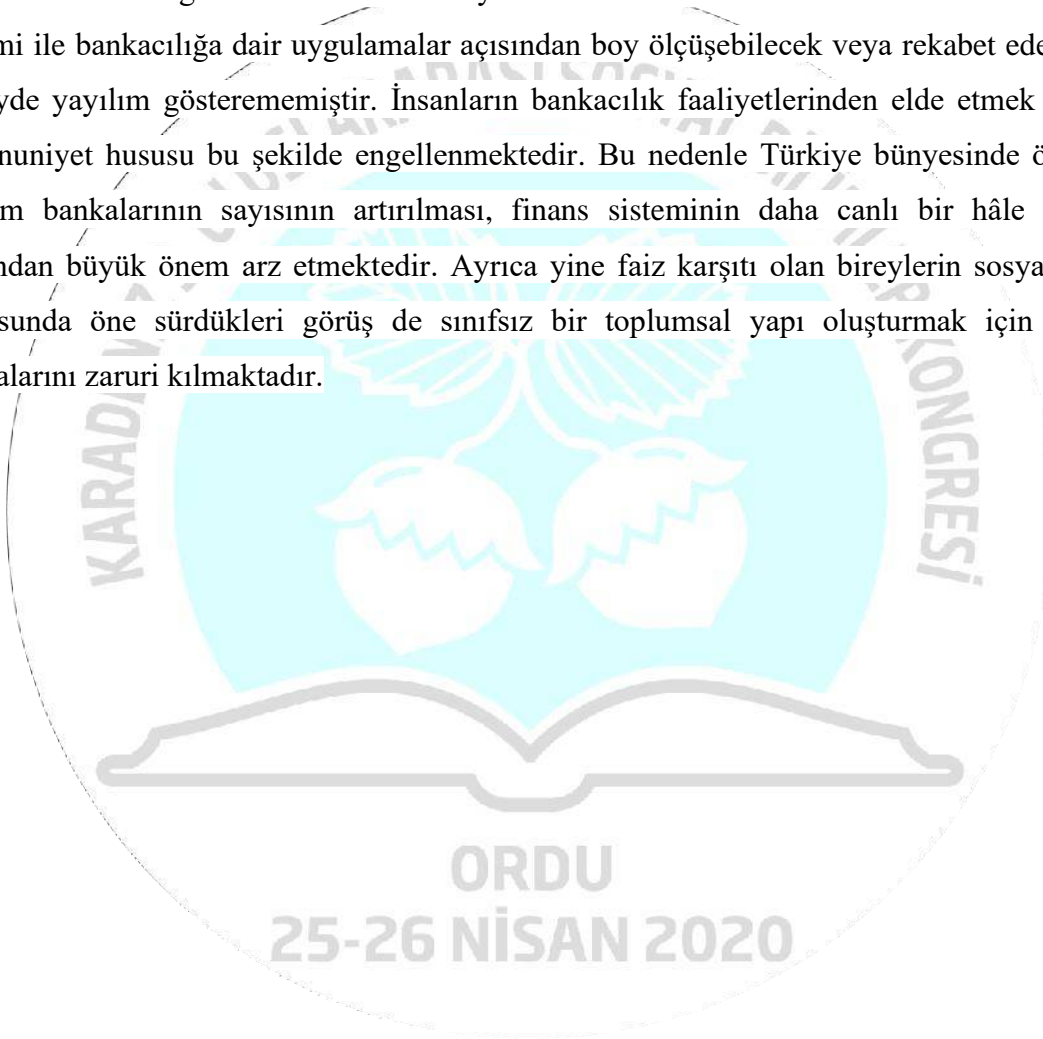 mi ile bankacılığa dair uygulamalar açısından boy ölçüşebilecek veya rekabet ede
yde yayılım gösterememiştir. İnsanların bankacılık faaliyetlerinden elde etmek
nuniyet hususu bu şekilde engellenmektedir. Bu nedenle Türkiye bünyesinde ö
m bankalarının sayısının artırılması, finans sisteminin daha canlı bir hâle
ndan büyük önem arz etmektedir. Ayrıca yine faiz karşıtı olan bireylerin sosya
sunda öne sürdükleri görüş de sınıfsız bir toplumsal yapı oluşturmak için
alarını zaruri kılmaktadır.
KONGRESİ
ORDU
25-26 NİSAN 2020